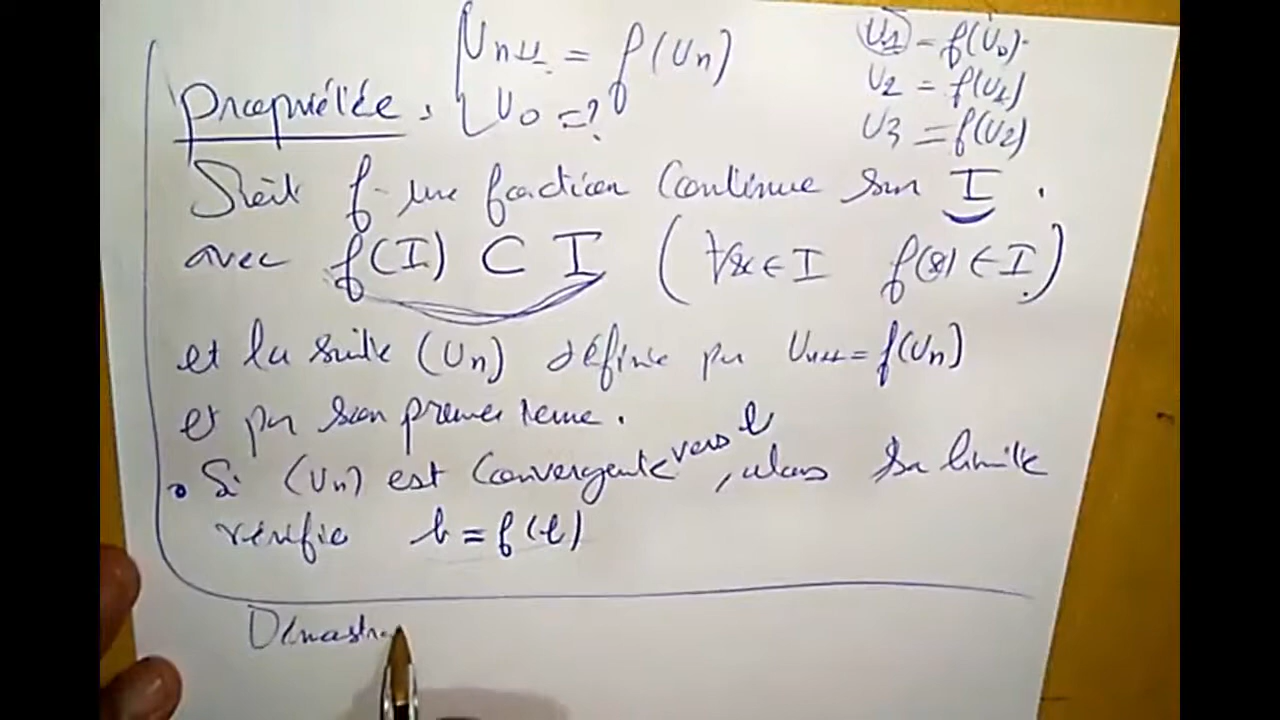 Propriétée : { Un+1 = f(Un)
U0 = ?
U1 = f(U0).
U2 = f(U1)
U3 = f(U2)
Soit f une fonction Continue sur I .
avec f(I) ⊂ I ( ∀x ∈ I f(x) ∈ I. )
et la suite (Un) définie par Un+1 = f(Un)
et par son premier terme .
• Si (Un) est Convergente vers l , alors sa limite
vérifie l = f(l)
Démostra